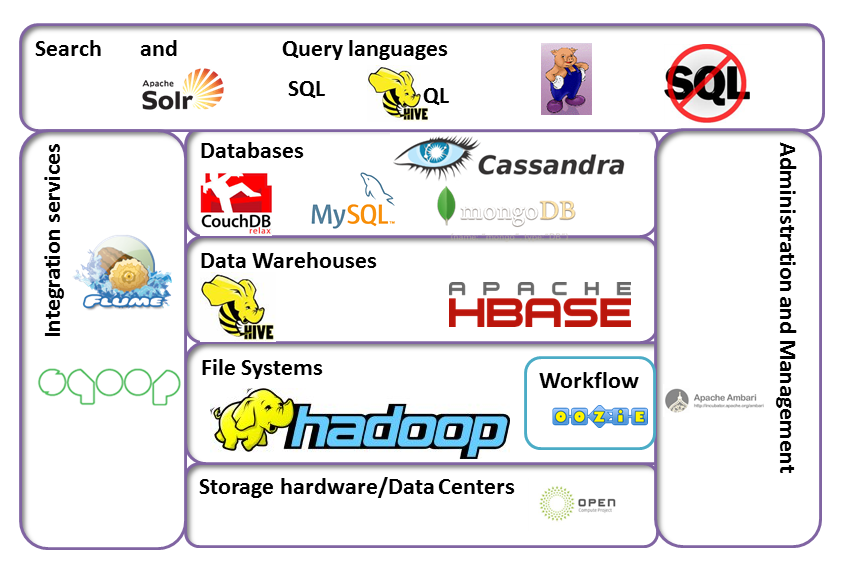 Search and Query languages
Apache
Solr
SQL
HIVE
QL
SQL
Integration services
FLUME
sqoop
Databases
CouchDB
relax
MySQL
Cassandra
mongoDB
Data Warehouses
HIVE
APACHE
HBASE
File Systems
hadoop
Workflow
OOZIE
Storage hardware/Data Centers
OPEN
Compute Project
Administration and Management
Apache Ambari
http://incubator.apache.org/ambari